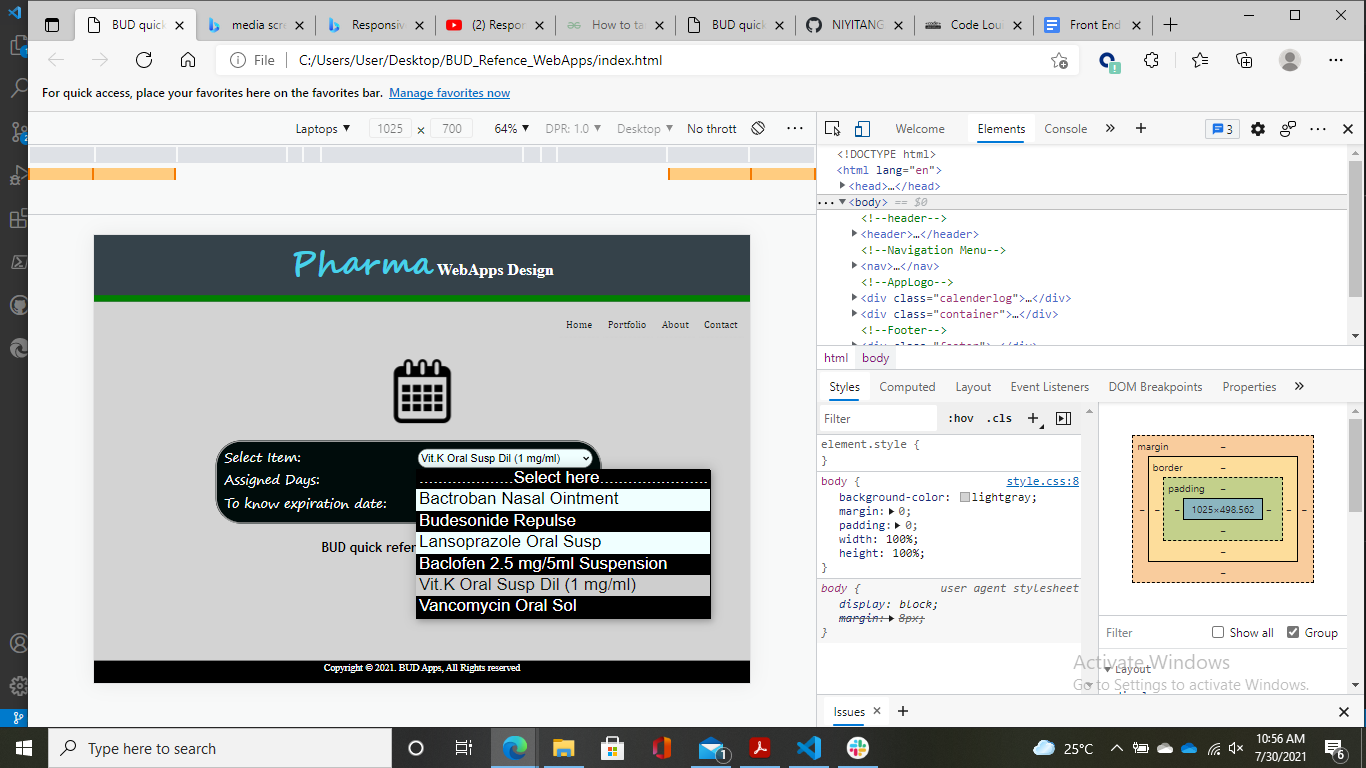 BUD quick
media scre
Responsiv
(2) Respon
How to ta
BUD quick
NIYITANG
Code Lou
Front End
File
C:/Users/User/Desktop/BUD_Refence_WebApps/index.html
For quick access, place your favorites here on the favorites bar. Manage favorites now
Laptops 1025 × 700 64% DPR: 1.0 Desktop No thrott
Welcome Elements Console 3
<!DOCTYPE html>
<html lang="en">
<head>…</head>
<body> == $0
<!--header-->
<header>…</header>
<!--Navigation Menu-->
<nav>…</nav>
<!--AppLogo-->
<div class="calenderlog">…</div>
<div class="container">…</div>
<!--Footer-->
<div class="footer">…</div>
html body
Pharma WebApps Design
Home Portfolio About Contact
Select Item:
Vit.K Oral Susp Dil (1 mg/ml)
Assigned Days:
To know expiration date:
....................Select here.......................
Bactroban Nasal Ointment
Budesonide Repulse
Lansoprazole Oral Susp
Baclofen 2.5 mg/5ml Suspension
Vit.K Oral Susp Dil (1 mg/ml)
Vancomycin Oral Sol
BUD quick refer
Copyright © 2021. BUD Apps, All Rights reserved
Styles Computed Layout Event Listeners DOM Breakpoints Properties
Filter :hov .cls
element.style {
}
body { style.css:8
background-color: lightgray;
margin: 0;
padding: 0;
width: 100%;
height: 100%;
}
body { user agent stylesheet
display: block;
margin: 8px;
}
margin –
border –
padding –
– – – 1025×498.562 – – –
–
–
–
Filter Show all Group
Layout
Activate Windows
Go to Settings to activate Windows.
Issues
Type here to search
1
25°C
10:56 AM
7/30/2021
6